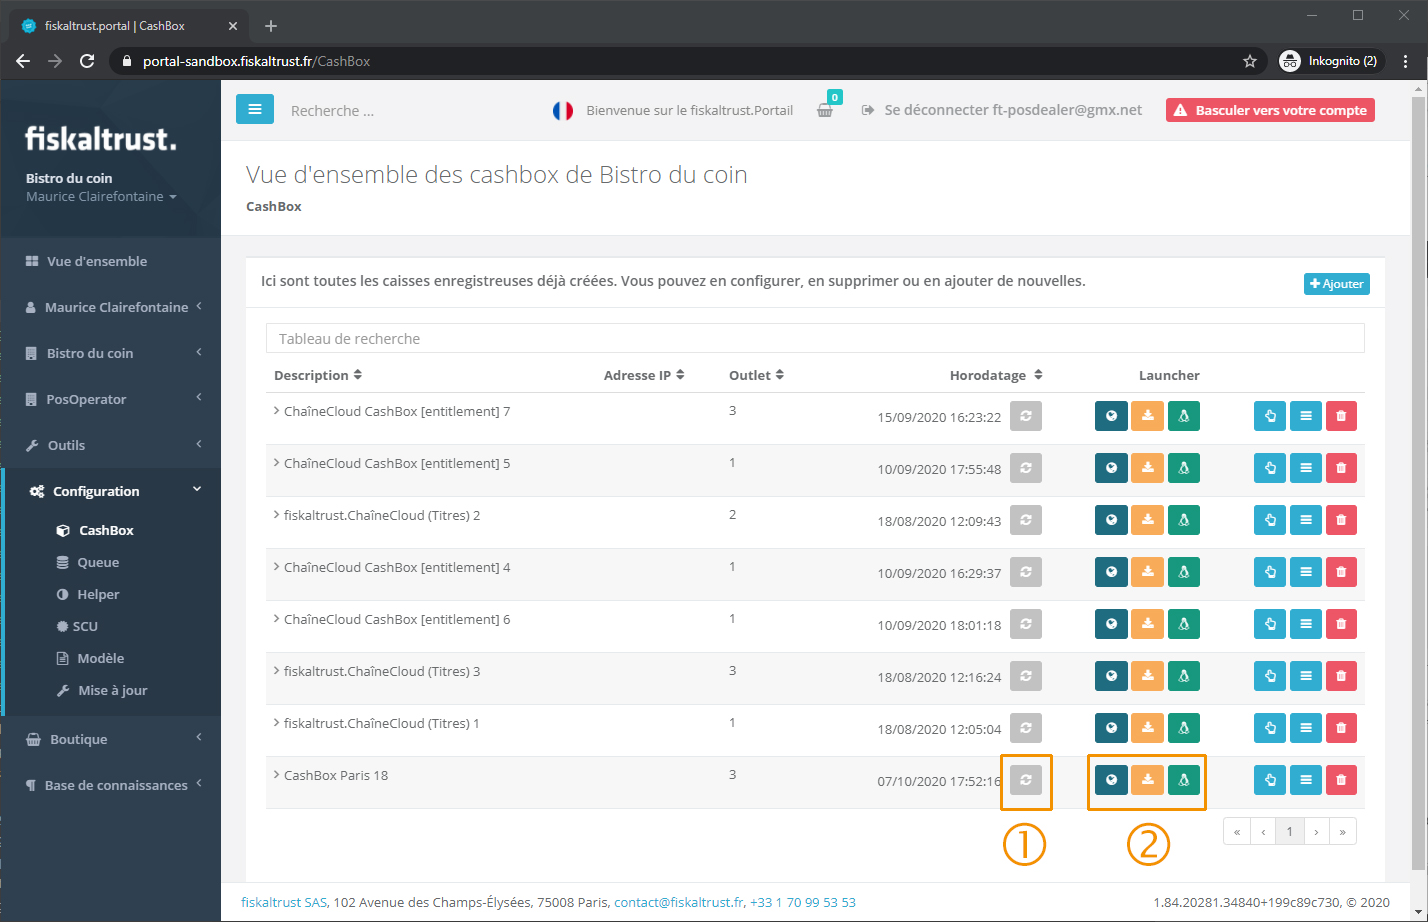 fiskaltrust.portal | CashBox
portal-sandbox.fiskaltrust.fr/CashBox
Inkognito (2)
fiskaltrust.
Bistro du coin
Maurice Clairefontaine
Vue d'ensemble
Maurice Clairefontaine
Bistro du coin
PosOperator
Outils
Configuration
CashBox
Queue
Helper
SCU
Modèle
Mise à jour
Boutique
Base de connaissances
Recherche ...
Bienvenue sur le fiskaltrust.Portail
0
Se déconnecter ft-posdealer@gmx.net
Basculer vers votre compte
Vue d'ensemble des cashbox de Bistro du coin
CashBox
Ici sont toutes les caisses enregistreuses déjà créées. Vous pouvez en configurer, en supprimer ou en ajouter de nouvelles.
Ajouter
Tableau de recherche
Description Adresse IP Outlet Horodatage Launcher
ChaîneCloud CashBox [entitlement] 7 3 15/09/2020 16:23:22
ChaîneCloud CashBox [entitlement] 5 1 10/09/2020 17:55:48
fiskaltrust.ChaîneCloud (Titres) 2 2 18/08/2020 12:09:43
ChaîneCloud CashBox [entitlement] 4 1 10/09/2020 16:29:37
ChaîneCloud CashBox [entitlement] 6 1 10/09/2020 18:01:18
fiskaltrust.ChaîneCloud (Titres) 3 3 18/08/2020 12:16:24
fiskaltrust.ChaîneCloud (Titres) 1 1 18/08/2020 12:05:04
CashBox Paris 18 3 07/10/2020 17:52:16
① ②
« ‹ 1 › »
fiskaltrust SAS, 102 Avenue des Champs-Élysées, 75008 Paris, contact@fiskaltrust.fr, +33 1 70 99 53 53
1.84.20281.34840+199c89c730, © 2020